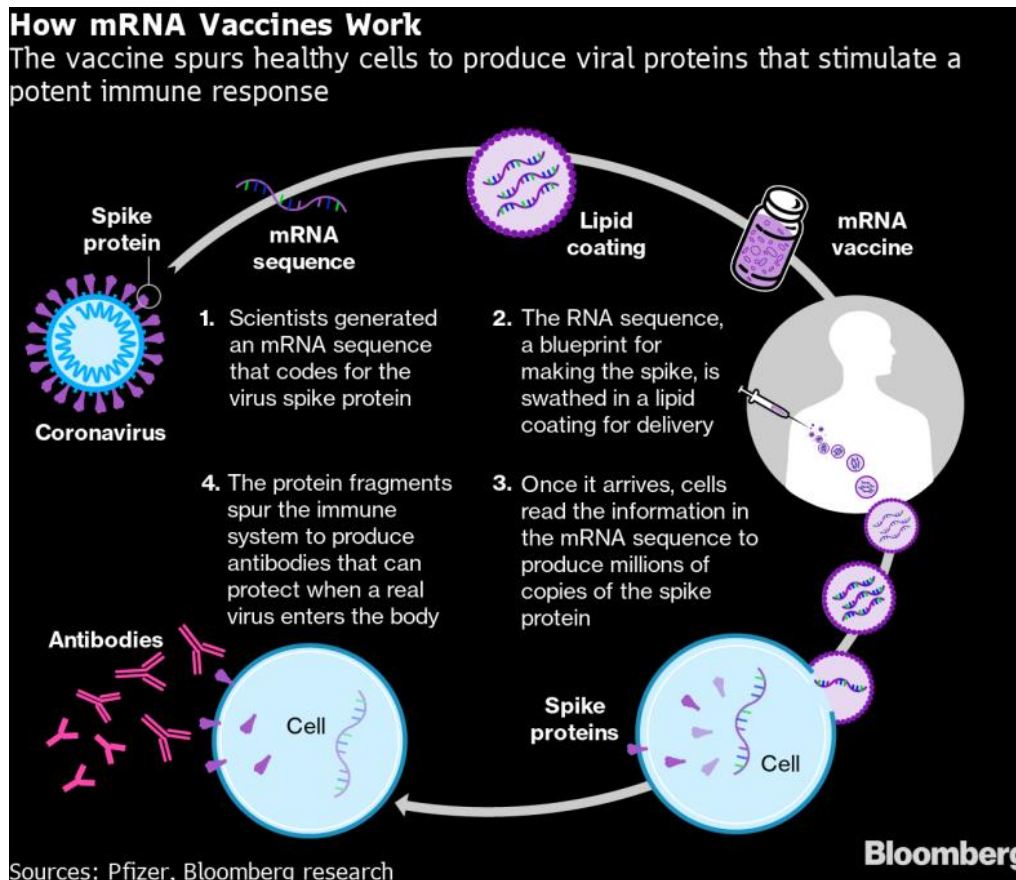 How mRNA Vaccines Work
The vaccine spurs healthy cells to produce viral proteins that stimulate a
potent immune response
Spike
protein
mRNA
sequence
Lipid
coating
mRNA
vaccine
Coronavirus
1. Scientists generated
an mRNA sequence
that codes for the
virus spike protein
2. The RNA sequence,
a blueprint for
making the spike, is
swathed in a lipid
coating for delivery
3. Once it arrives, cells
read the information in
the mRNA sequence to
produce millions of
copies of the spike
protein
4. The protein fragments
spur the immune
system to produce
antibodies that can
protect when a real
virus enters the body
Antibodies
Cell
Spike
proteins
Cell
Sources: Pfizer, Bloomberg research
Bloomberg